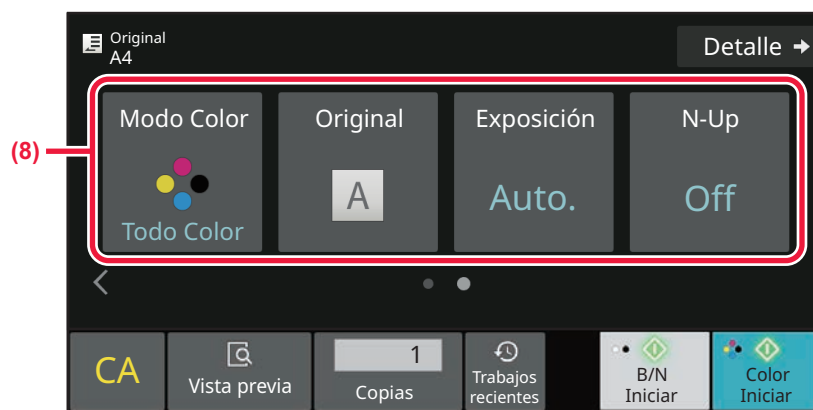 Original
A4
Detalle
Modo Color
Original
Exposición
N-Up
(8)
A
Auto.
Off
Todo Color
CA
Vista previa
1
Copias
Trabajos
recientes
B/N
Iniciar
Color
Iniciar